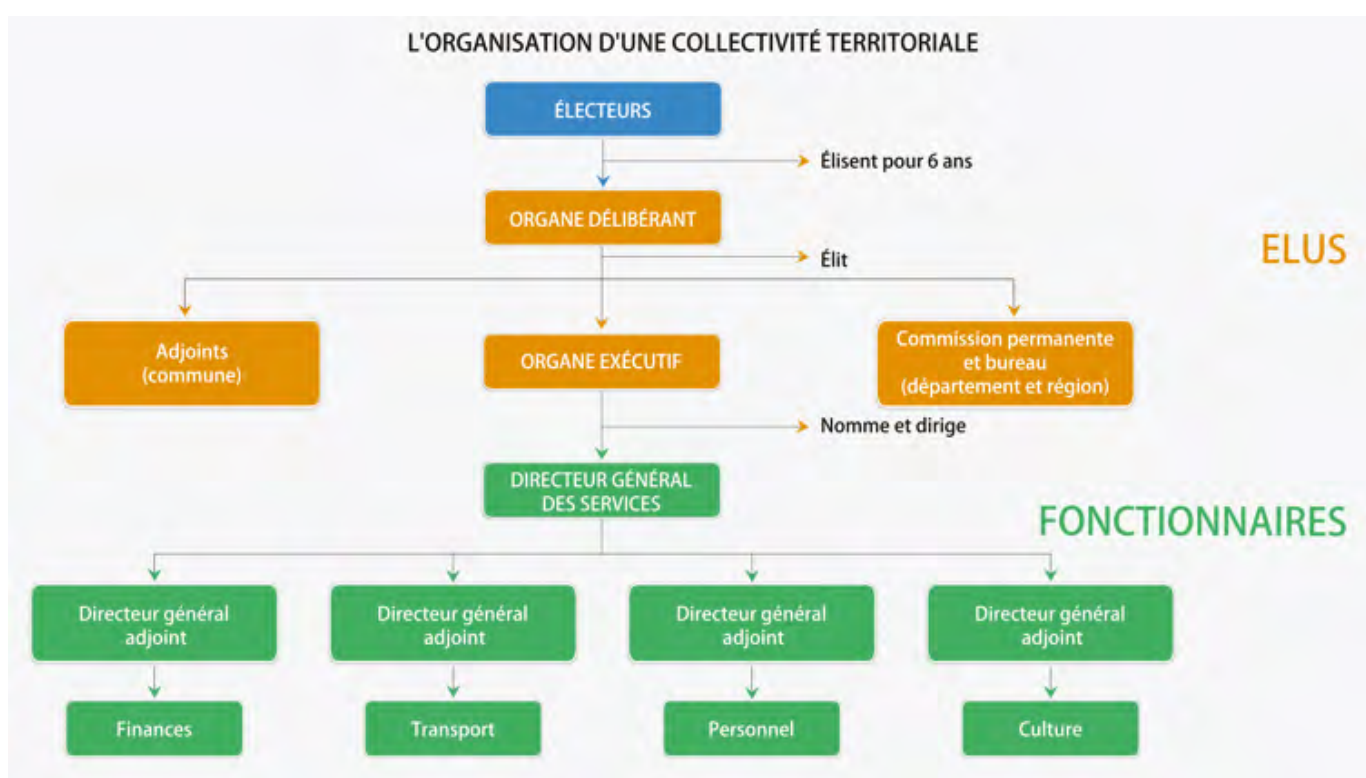 L'ORGANISATION D'UNE COLLECTIVITÉ TERRITORIALE
ÉLECTEURS
Élisent pour 6 ans
ORGANE DÉLIBÉRANT
ELUS
Élit
Adjoints
(commune)
ORGANE EXÉCUTIF
Commission permanente
et bureau
(département et région)
Nomme et dirige
DIRECTEUR GÉNÉRAL
DES SERVICES
FONCTIONNAIRES
Directeur général
adjoint
Directeur général
adjoint
Directeur général
adjoint
Directeur général
adjoint
Finances
Transport
Personnel
Culture